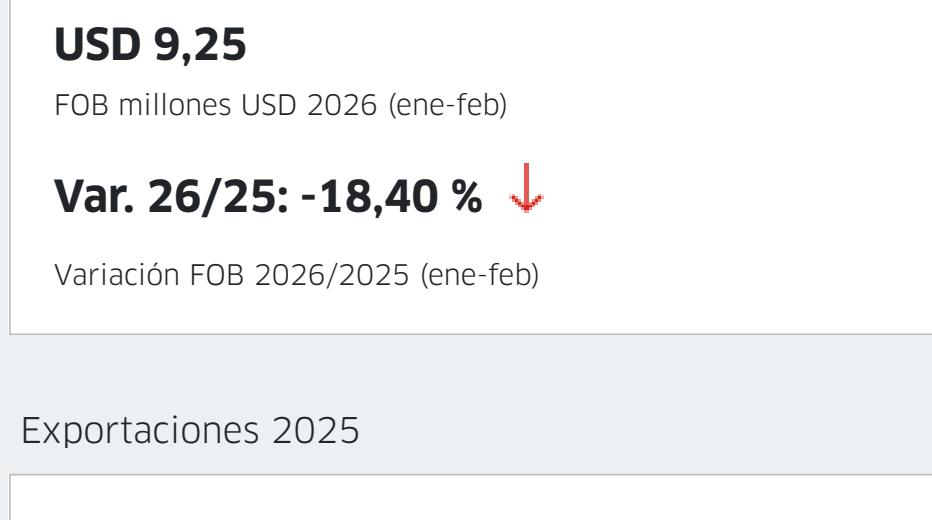 USD 9,25
FOB millones USD 2026 (ene-feb)
Var. 26/25: -18,40 %
Variación FOB 2026/2025 (ene-feb)
Exportaciones 2025